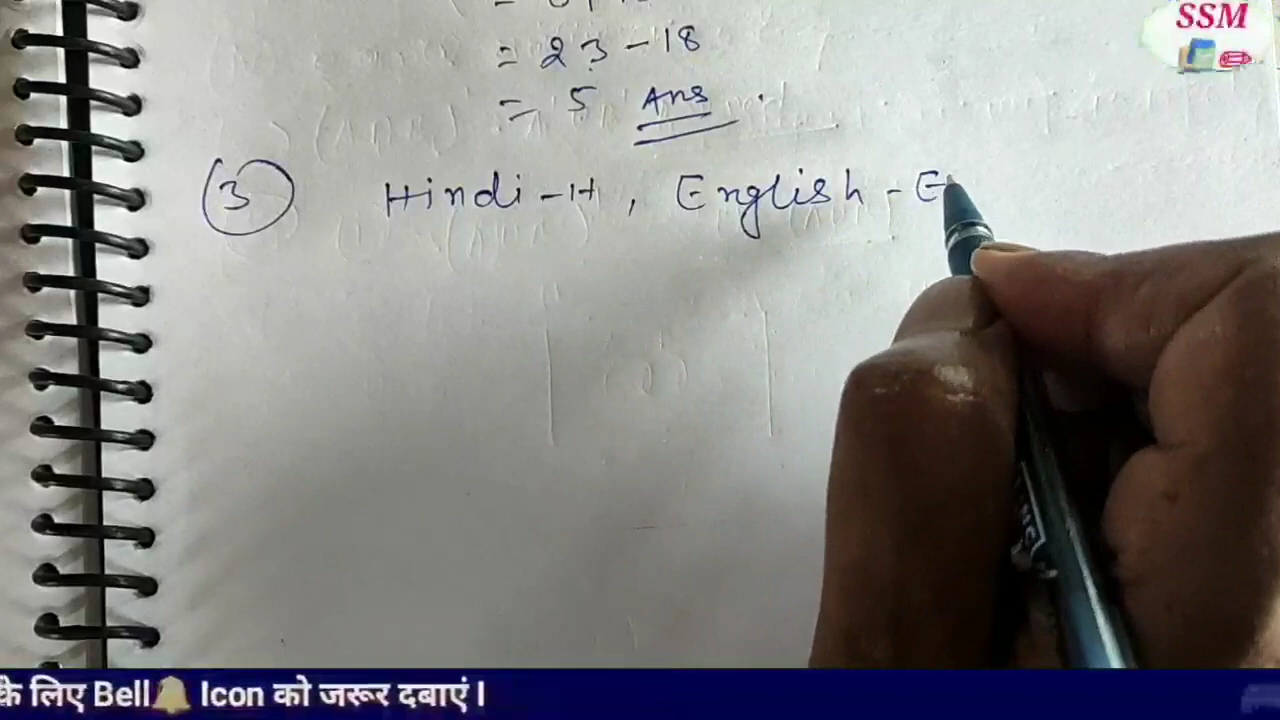 SSM
= 23 - 18
= 5 Ans
(3) Hindi - H, English - E
के लिए Bell🔔 Icon को जरूर दबाएं I